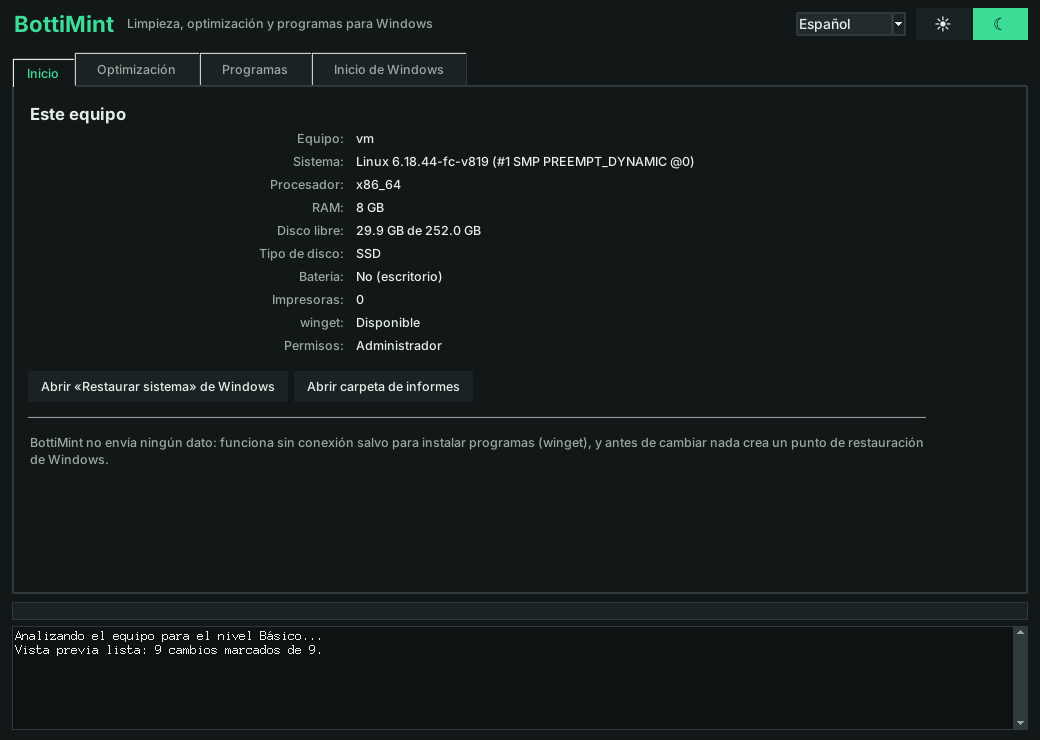 BottiMint Limpieza, optimización y programas para Windows Español ☀ ☾
Inicio Optimización Programas Inicio de Windows
Este equipo
Equipo: vm
Sistema: Linux 6.18.44-fc-v819 (#1 SMP PREEMPT_DYNAMIC @0)
Procesador: x86_64
RAM: 8 GB
Disco libre: 29.9 GB de 252.0 GB
Tipo de disco: SSD
Batería: No (escritorio)
Impresoras: 0
winget: Disponible
Permisos: Administrador
Abrir «Restaurar sistema» de Windows Abrir carpeta de informes
BottiMint no envía ningún dato: funciona sin conexión salvo para instalar programas (winget), y antes de cambiar nada crea un punto de restauración
de Windows.
Analizando el equipo para el nivel Básico...
Vista previa lista: 9 cambios marcados de 9.